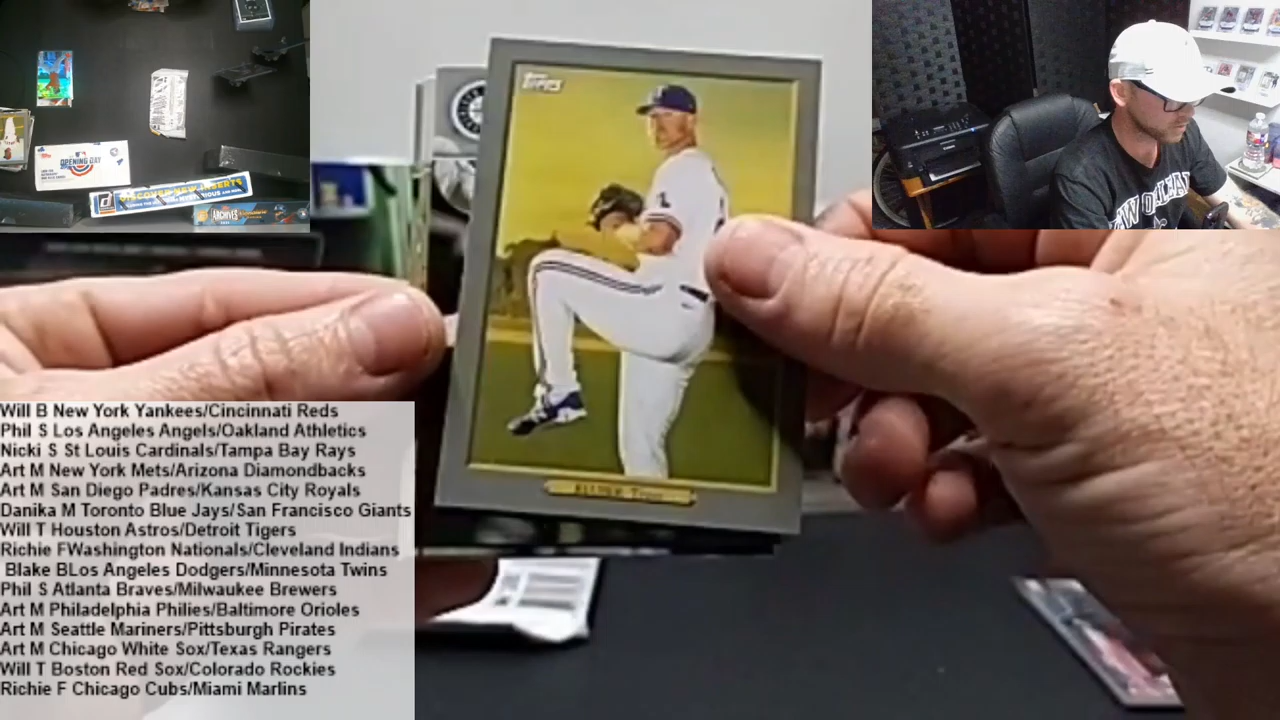 Topps
OPENING DAY
DISCOVER NEW INSERTS
ARCHIVES
Will B New York Yankees/Cincinnati Reds
Phil S Los Angeles Angels/Oakland Athletics
Nicki S St Louis Cardinals/Tampa Bay Rays
Art M New York Mets/Arizona Diamondbacks
Art M San Diego Padres/Kansas City Royals
Danika M Toronto Blue Jays/San Francisco Giants
Will T Houston Astros/Detroit Tigers
Richie FWashington Nationals/Cleveland Indians
Blake BLos Angeles Dodgers/Minnesota Twins
Phil S Atlanta Braves/Milwaukee Brewers
Art M Philadelphia Philies/Baltimore Orioles
Art M Seattle Mariners/Pittsburgh Pirates
Art M Chicago White Sox/Texas Rangers
Will T Boston Red Sox/Colorado Rockies
Richie F Chicago Cubs/Miami Marlins